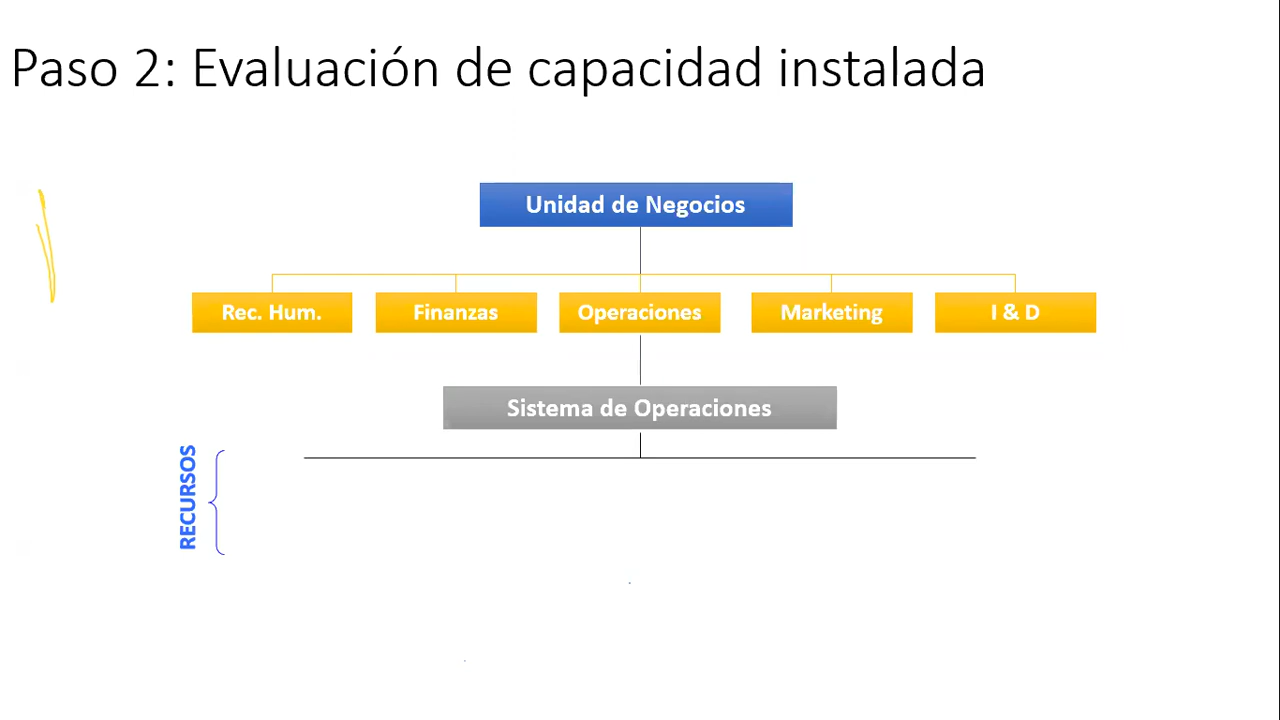 Paso 2: Evaluación de capacidad instalada
Unidad de Negocios
Rec. Hum.
Finanzas
Operaciones
Marketing
I & D
Sistema de Operaciones
RECURSOS